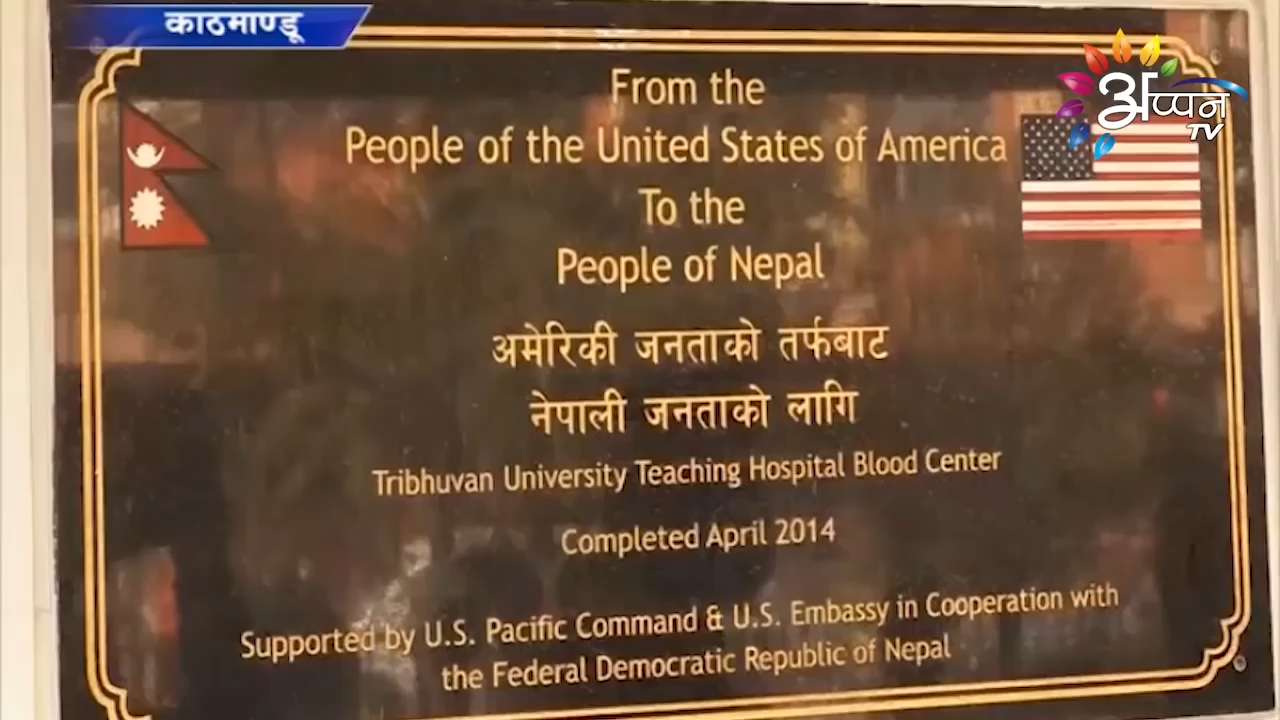 काठमाण्डू
अप्पन
TV
From the
People of the United States of America
To the
People of Nepal
अमेरिकी जनताको तर्फबाट
नेपाली जनताको लागि
Tribhuvan University Teaching Hospital Blood Center
Completed April 2014
Supported by U.S. Pacific Command & U.S. Embassy in Cooperation with
the Federal Democratic Republic of Nepal